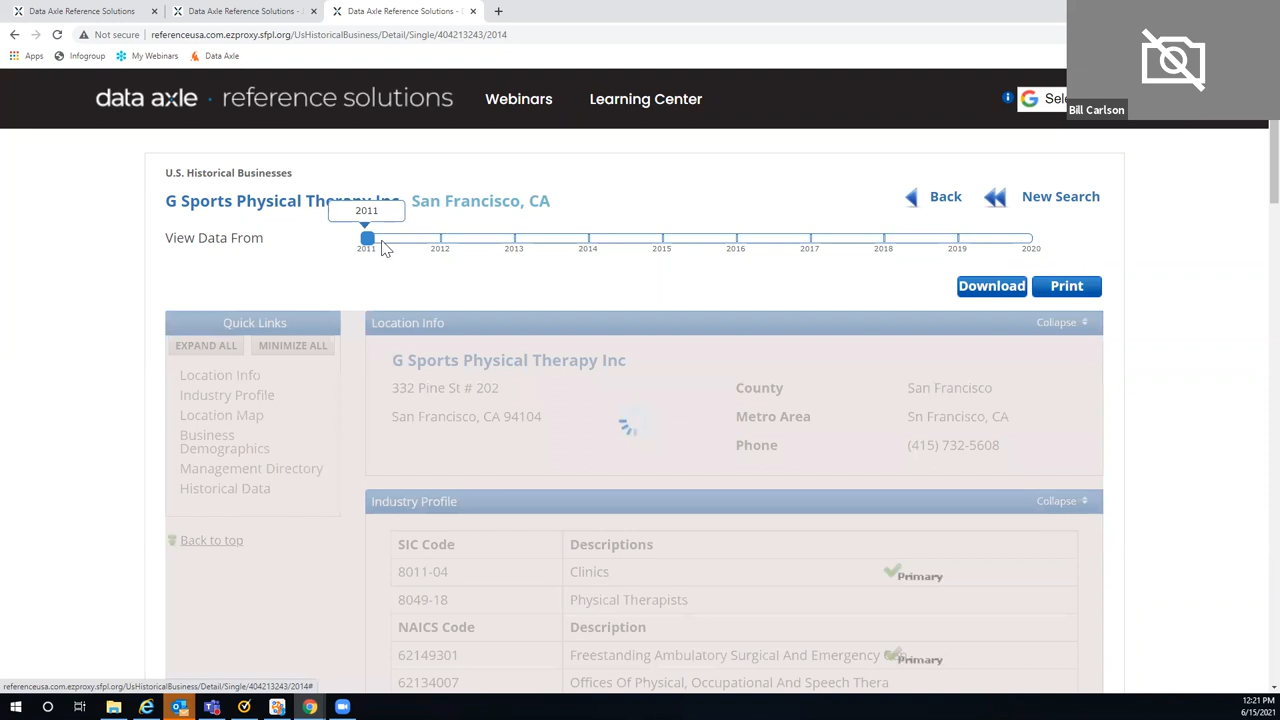 Data Axle Reference Solutions
Data Axle Reference Solutions -
Data Axle Reference Solutions -
Not secure
referenceusa.com.ezproxy.sfpl.org/UsHistoricalBusiness/Detail/Single/404213243/2014
Apps
Infogroup
My Webinars
Data Axle
data axle · reference solutions
Webinars
Learning Center
Sel
Bill Carlson
U.S. Historical Businesses
G Sports Physical Therapy Inc San Francisco, CA
Back
New Search
2011
View Data From
2011 2012 2013 2014 2015 2016 2017 2018 2019 2020
Download
Print
Quick Links
EXPAND ALL
MINIMIZE ALL
Location Info
Industry Profile
Location Map
Business
Demographics
Management Directory
Historical Data
Back to top
Location Info
Collapse
G Sports Physical Therapy Inc
332 Pine St # 202
San Francisco, CA 94104
County San Francisco
Metro Area Sn Francisco, CA
Phone (415) 732-5608
Industry Profile
Collapse
SIC Code Descriptions
8011-04 Clinics Primary
8049-18 Physical Therapists
NAICS Code Description
62149301 Freestanding Ambulatory Surgical And Emergency Primary
62134007 Offices Of Physical, Occupational And Speech Thera
referenceusa.com.ezproxy.sfpl.org/UsHistoricalBusiness/Detail/Single/404213243/2014#
12:21 PM
6/15/2021